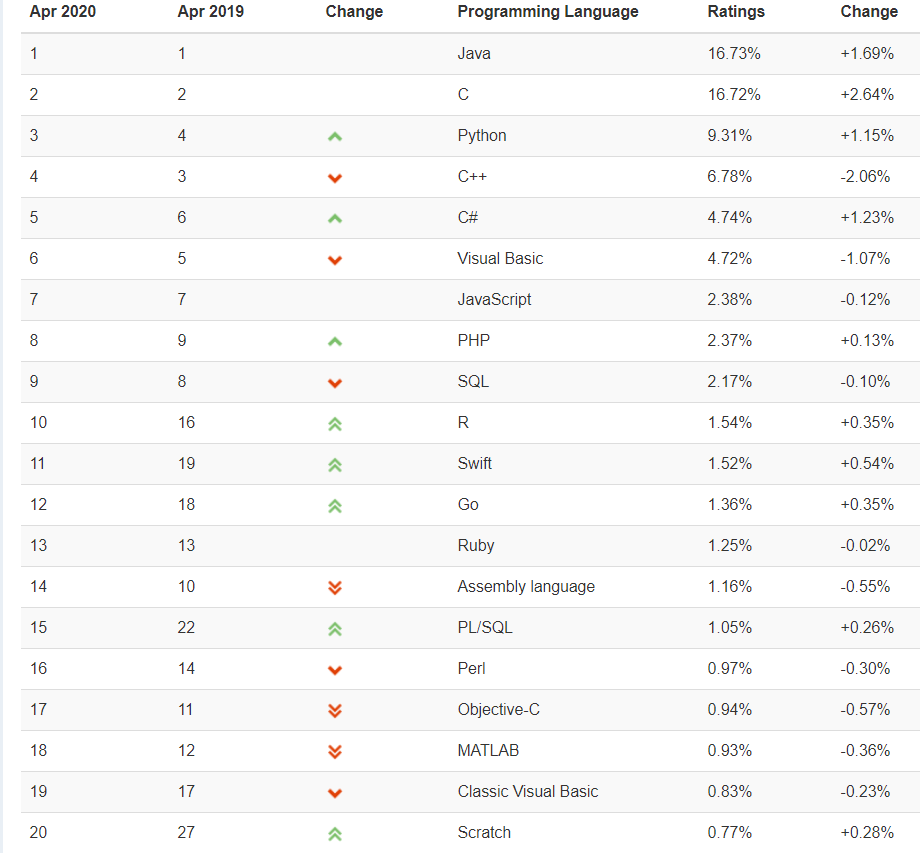 Apr 2020 Apr 2019 Change Programming Language Ratings Change
1 1 Java 16.73% +1.69%
2 2 C 16.72% +2.64%
3 4 Python 9.31% +1.15%
4 3 C++ 6.78% -2.06%
5 6 C# 4.74% +1.23%
6 5 Visual Basic 4.72% -1.07%
7 7 JavaScript 2.38% -0.12%
8 9 PHP 2.37% +0.13%
9 8 SQL 2.17% -0.10%
10 16 R 1.54% +0.35%
11 19 Swift 1.52% +0.54%
12 18 Go 1.36% +0.35%
13 13 Ruby 1.25% -0.02%
14 10 Assembly language 1.16% -0.55%
15 22 PL/SQL 1.05% +0.26%
16 14 Perl 0.97% -0.30%
17 11 Objective-C 0.94% -0.57%
18 12 MATLAB 0.93% -0.36%
19 17 Classic Visual Basic 0.83% -0.23%
20 27 Scratch 0.77% +0.28%